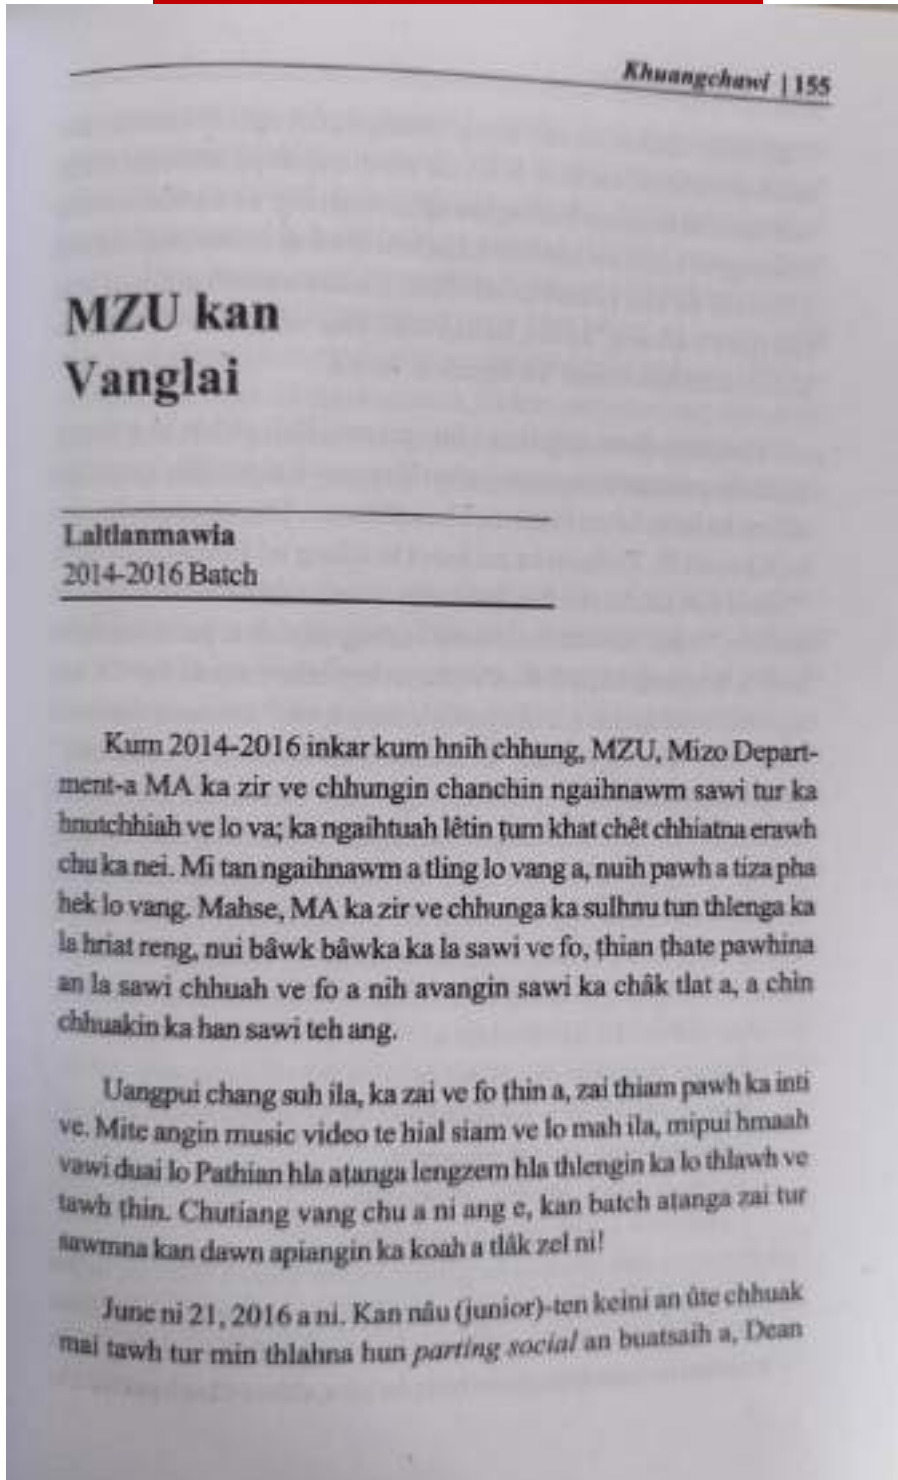 Khuangchawi | 155
MZU kan
Vanglai
Laltlanmawia
2014-2016 Batch
Kum 2014-2016 inkar kum hnih chhung, MZU, Mizo Depart-
ment-a MA ka zir ve chhungin chanchin ngaihnawm sawi tur ka
hnutchhiah ve lo va; ka ngaihtuah lêtin ṭum khat chêt chhiatna erawh
chu ka nei. Mi tan ngaihnawm a tling lo vang a, nuih pawh a tiza pha
hek lo vang. Mahse, MA ka zir ve chhunga ka sulhnu tun thlenga ka
la hriat reng, nui bâwk bâwka ka la sawi ve fo, ṭhian ṭhate pawhina
an la sawi chhuah ve fo a nih avangin sawi ka châk tlat a, a chin
chhuakin ka han sawi teh ang.
Uangpui chang suh ila, ka zai ve fo ṭhin a, zai thiam pawh ka inti
ve. Mite angin music video te hial siam ve lo mah ila, mipui hmaah
vawi duai lo Pathian hla aṭanga lengzem hla thlengin ka lo thlawh ve
tawh ṭhin. Chutiang vang chu a ni ang e, kan batch aṭanga zai tur
sawmna kan dawn apiangin ka koah a tlâk zel ni!
June ni 21, 2016 a ni. Kan nâu (junior)-ten keini an ûte chhuak
mai tawh tur min thlahna hun parting social an buatsaih a, Dean